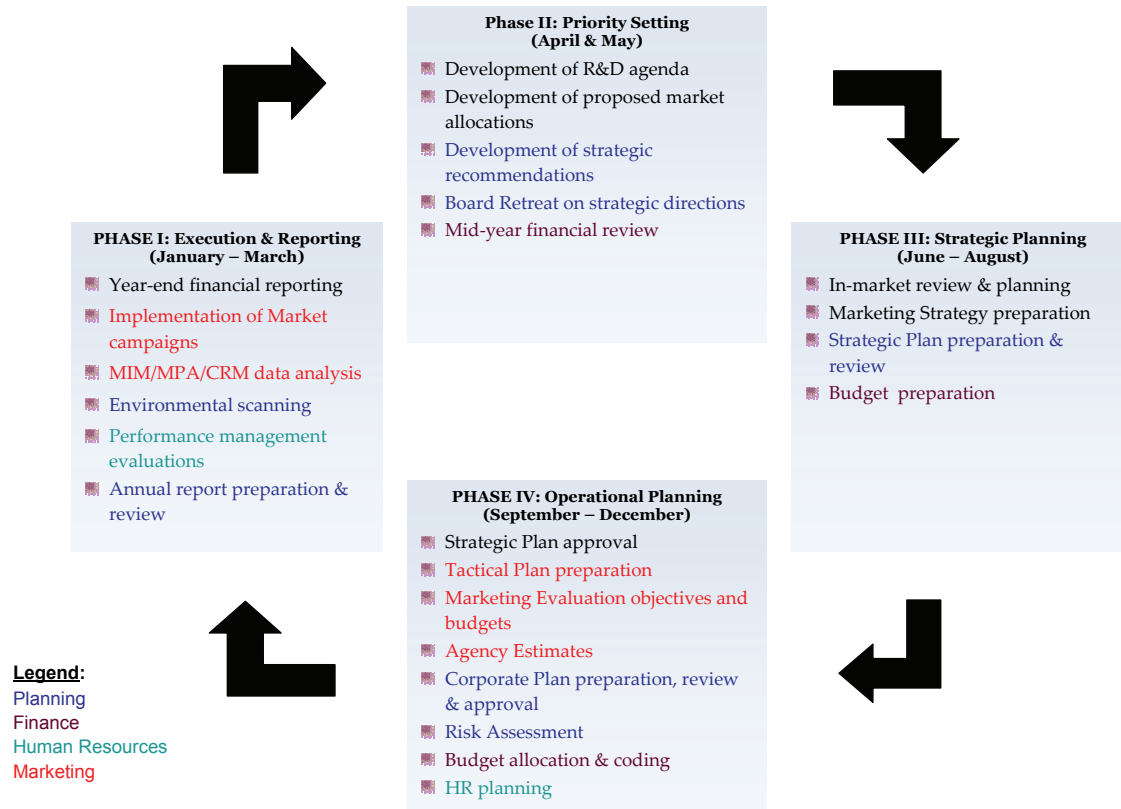 Phase II: Priority Setting
(April & May)
Development of R&D agenda
Development of proposed market
allocations
Development of strategic
recommendations
Board Retreat on strategic directions
Mid-year financial review
PHASE I: Execution & Reporting
(January – March)
Year-end financial reporting
Implementation of Market
campaigns
MIM/MPA/CRM data analysis
Environmental scanning
Performance management
evaluations
Annual report preparation &
review
PHASE III: Strategic Planning
(June – August)
In-market review & planning
Marketing Strategy preparation
Strategic Plan preparation &
review
Budget preparation
PHASE IV: Operational Planning
(September – December)
Strategic Plan approval
Tactical Plan preparation
Marketing Evaluation objectives and
budgets
Agency Estimates
Corporate Plan preparation, review
& approval
Risk Assessment
Budget allocation & coding
HR planning
Legend:
Planning
Finance
Human Resources
Marketing